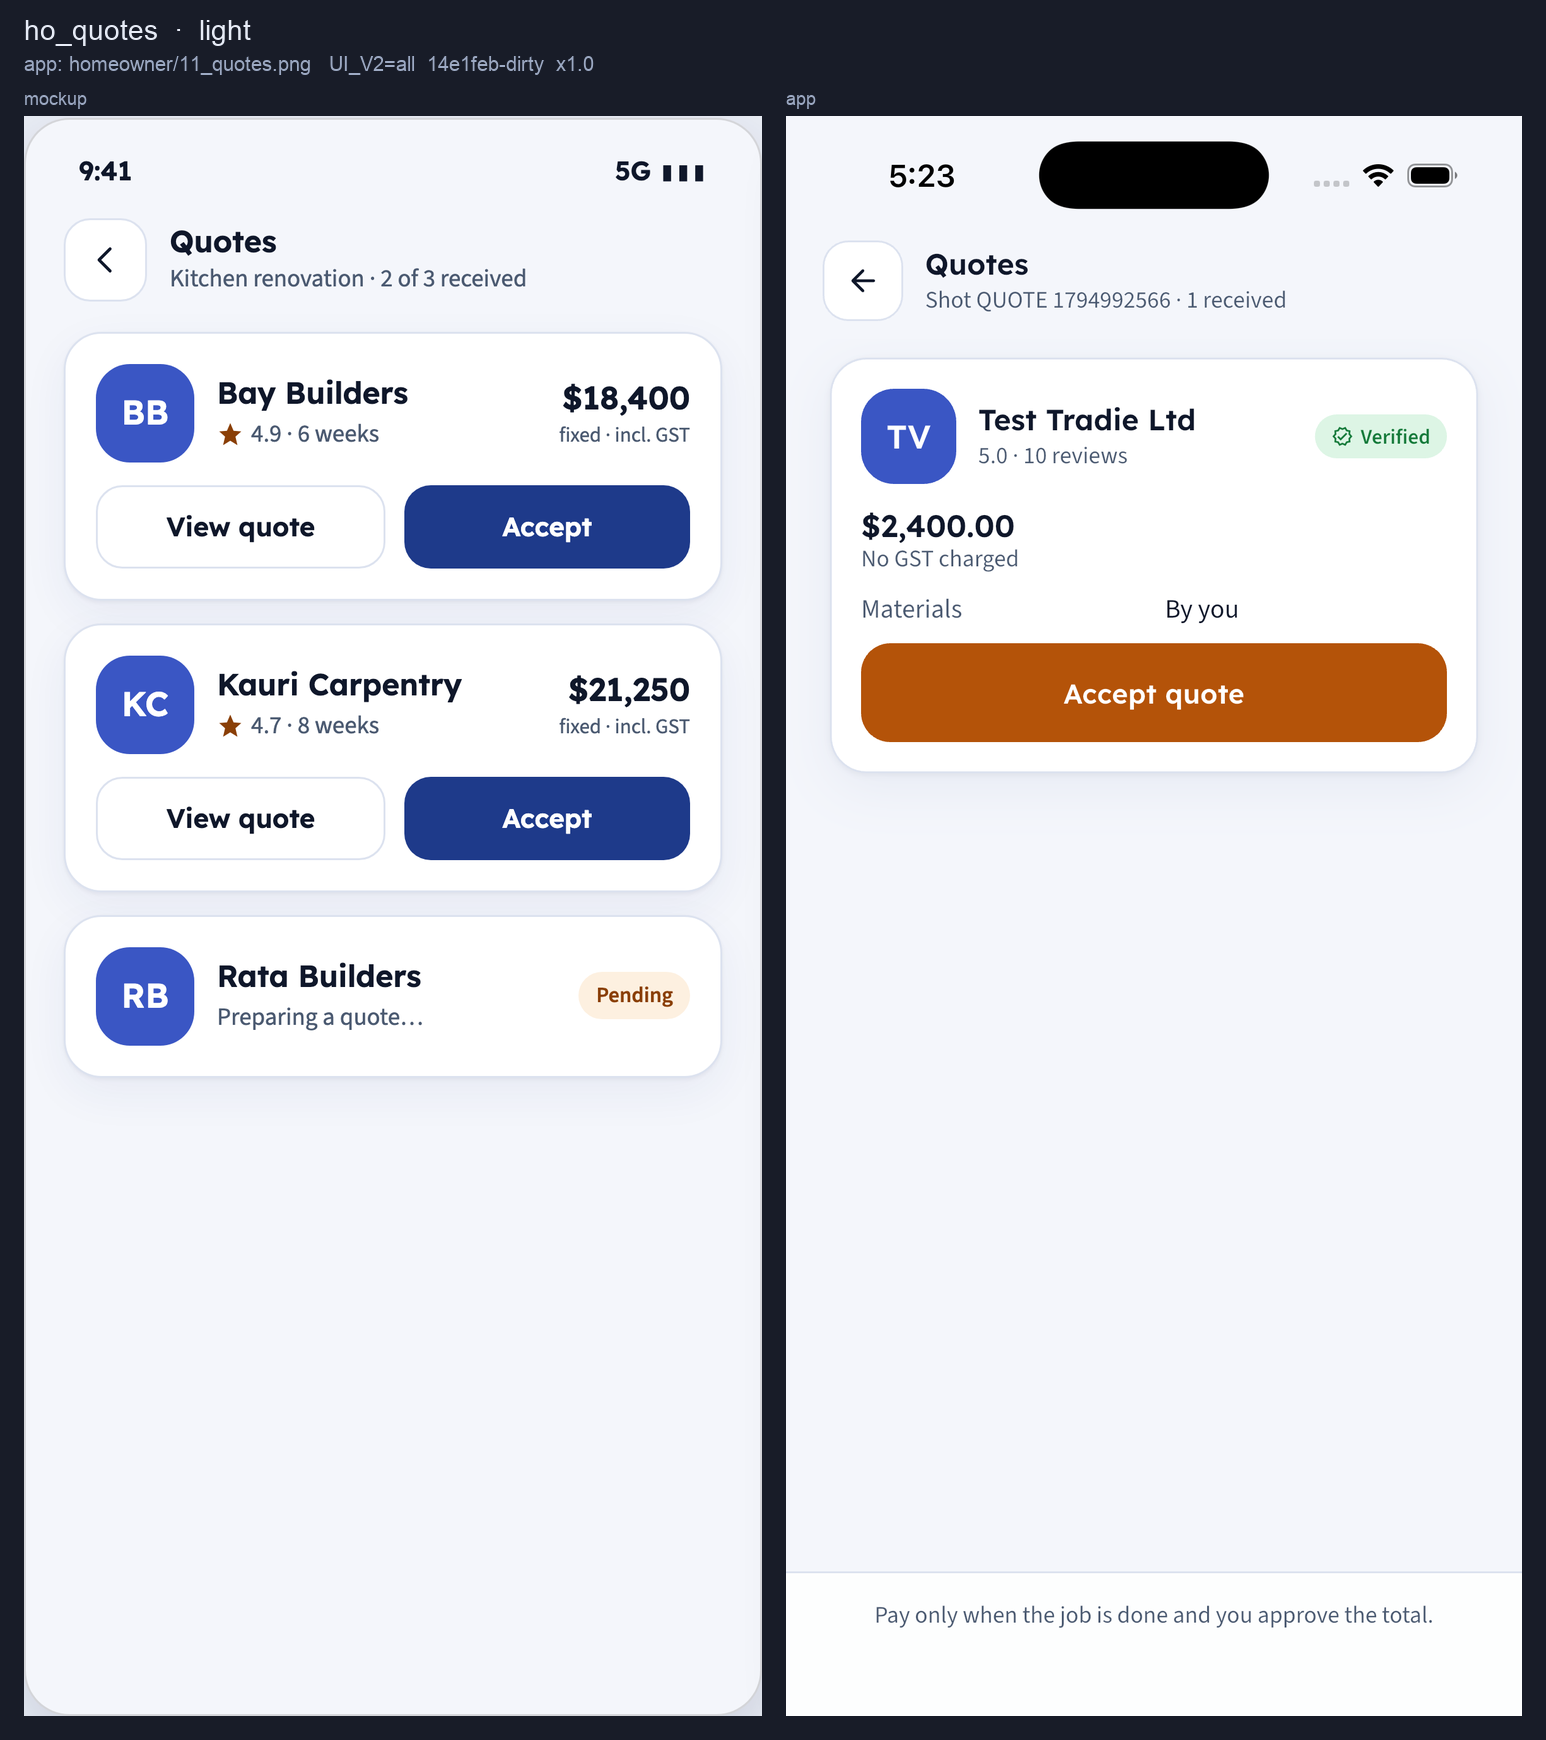 ho_quotes · light
app: homeowner/11_quotes.png UI_V2=all 14e1feb-dirty x1.0
mockup
9:41
5G
Quotes
Kitchen renovation · 2 of 3 received
BB
Bay Builders
★ 4.9 · 6 weeks
$18,400
fixed · incl. GST
View quote
Accept
KC
Kauri Carpentry
★ 4.7 · 8 weeks
$21,250
fixed · incl. GST
View quote
Accept
RB
Rata Builders
Preparing a quote...
Pending
app
5:23
Quotes
Shot QUOTE 1794992566 · 1 received
TV
Test Tradie Ltd
5.0 · 10 reviews
Verified
$2,400.00
No GST charged
Materials By you
Accept quote
Pay only when the job is done and you approve the total.